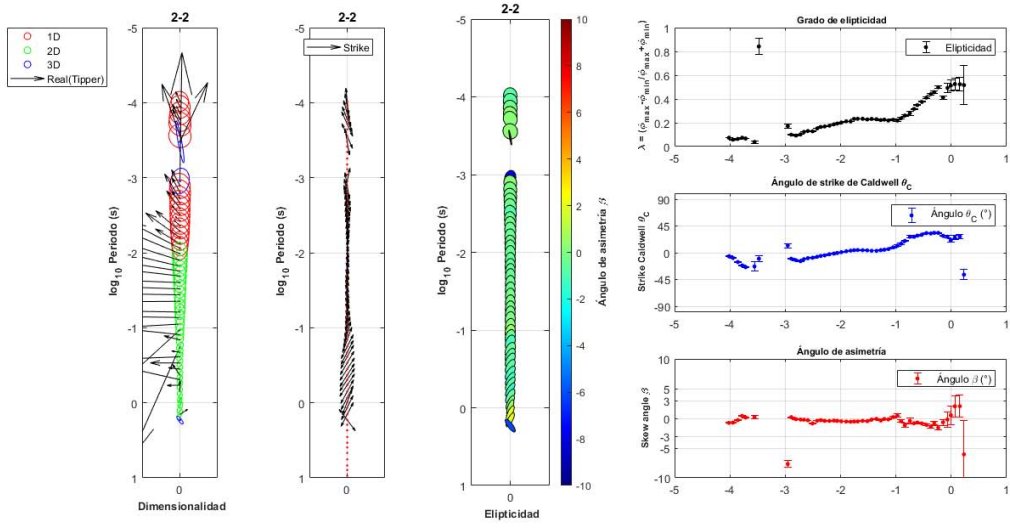 2-2
1D
2D
3D
Real(Tipper)
-5
-4
-3
-2
-1
0
1
log10 Periodo (s)
0
Dimensionalidad
2-2
Strike
-5
-4
-3
-2
-1
0
1
log10 Periodo (s)
0
2-2
-5
-4
-3
-2
-1
0
1
log10 Periodo (s)
0
Elipticidad
10
8
6
4
2
0
-2
-4
-6
-8
-10
Ángulo de asimetría β
Grado de elipticidad
Elipticidad
1
0.8
0.6
0.4
0.2
0
λ = (ϕmax-ϕmin/ϕmax+ϕmin)
-5 -4 -3 -2 -1 0 1
Ángulo de strike de Caldwell θC
Ángulo θC (°)
90
45
0
-45
-90
Strike Caldwell θC
-5 -4 -3 -2 -1 0 1
Ángulo de asimetría
Ángulo β (°)
10
5
3
0
-3
-5
-10
Skew angle β
-5 -4 -3 -2 -1 0 1